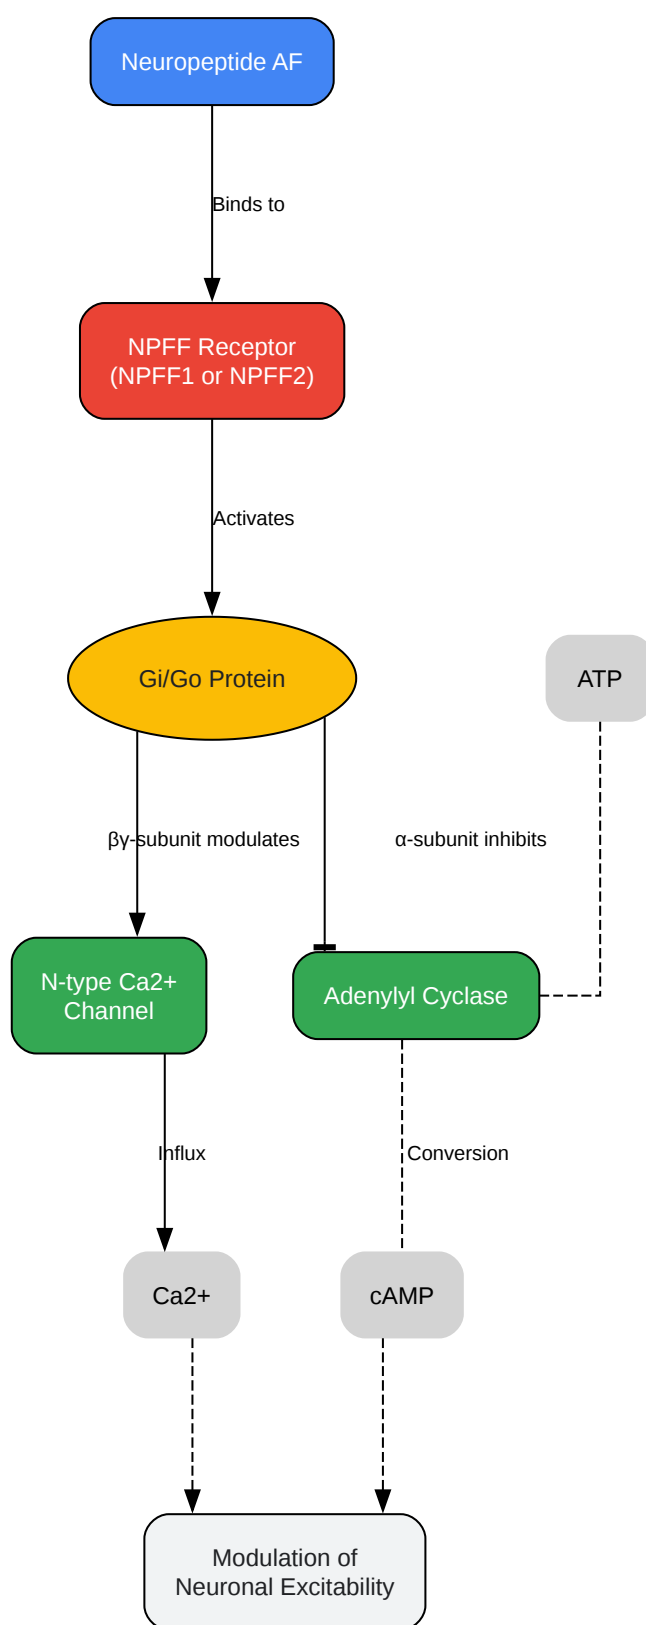 Neuropeptide AF
Binds to
NPFF Receptor
(NPFF1 or NPFF2)
Activates
Gi/Go Protein
ATP
βγ-subunit modulates
α-subunit inhibits
N-type Ca2+
Channel
Adenylyl Cyclase
Influx
Conversion
Ca2+
cAMP
Modulation of
Neuronal Excitability